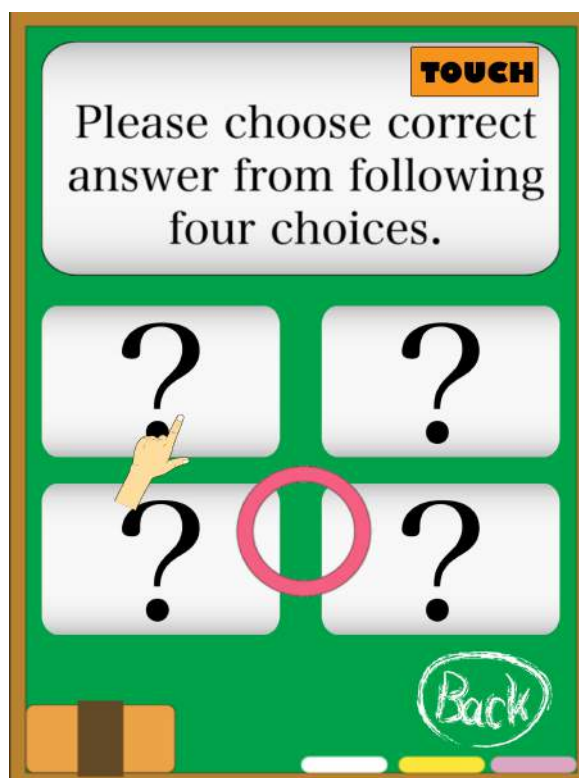 TOUCH
Please choose correct
answer from following
four choices.
? ?
? ?
Back